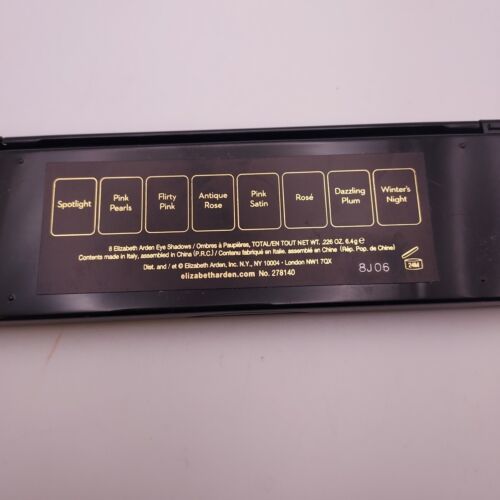 Spotlight
Pink Pearls
Flirty Pink
Antique Rose
Pink Satin
Rosé
Dazzling Plum
Winter's Night
8 Elizabeth Arden Eye Shadows / Ombres à Paupières, TOTAL/EN TOUT NET WT. .226 OZ. 6.4g ℮
Contents made in Italy, assembled in China (P.R.C.) / Contenu fabriqué en Italie. assemblé en Chine (Rép. Pop. de Chine)
Dist. and / et © Elizabeth Arden, Inc. N.Y., NY 10004 · London NW1 7QX
elizabetharden.com No. 278140
8J06
24M